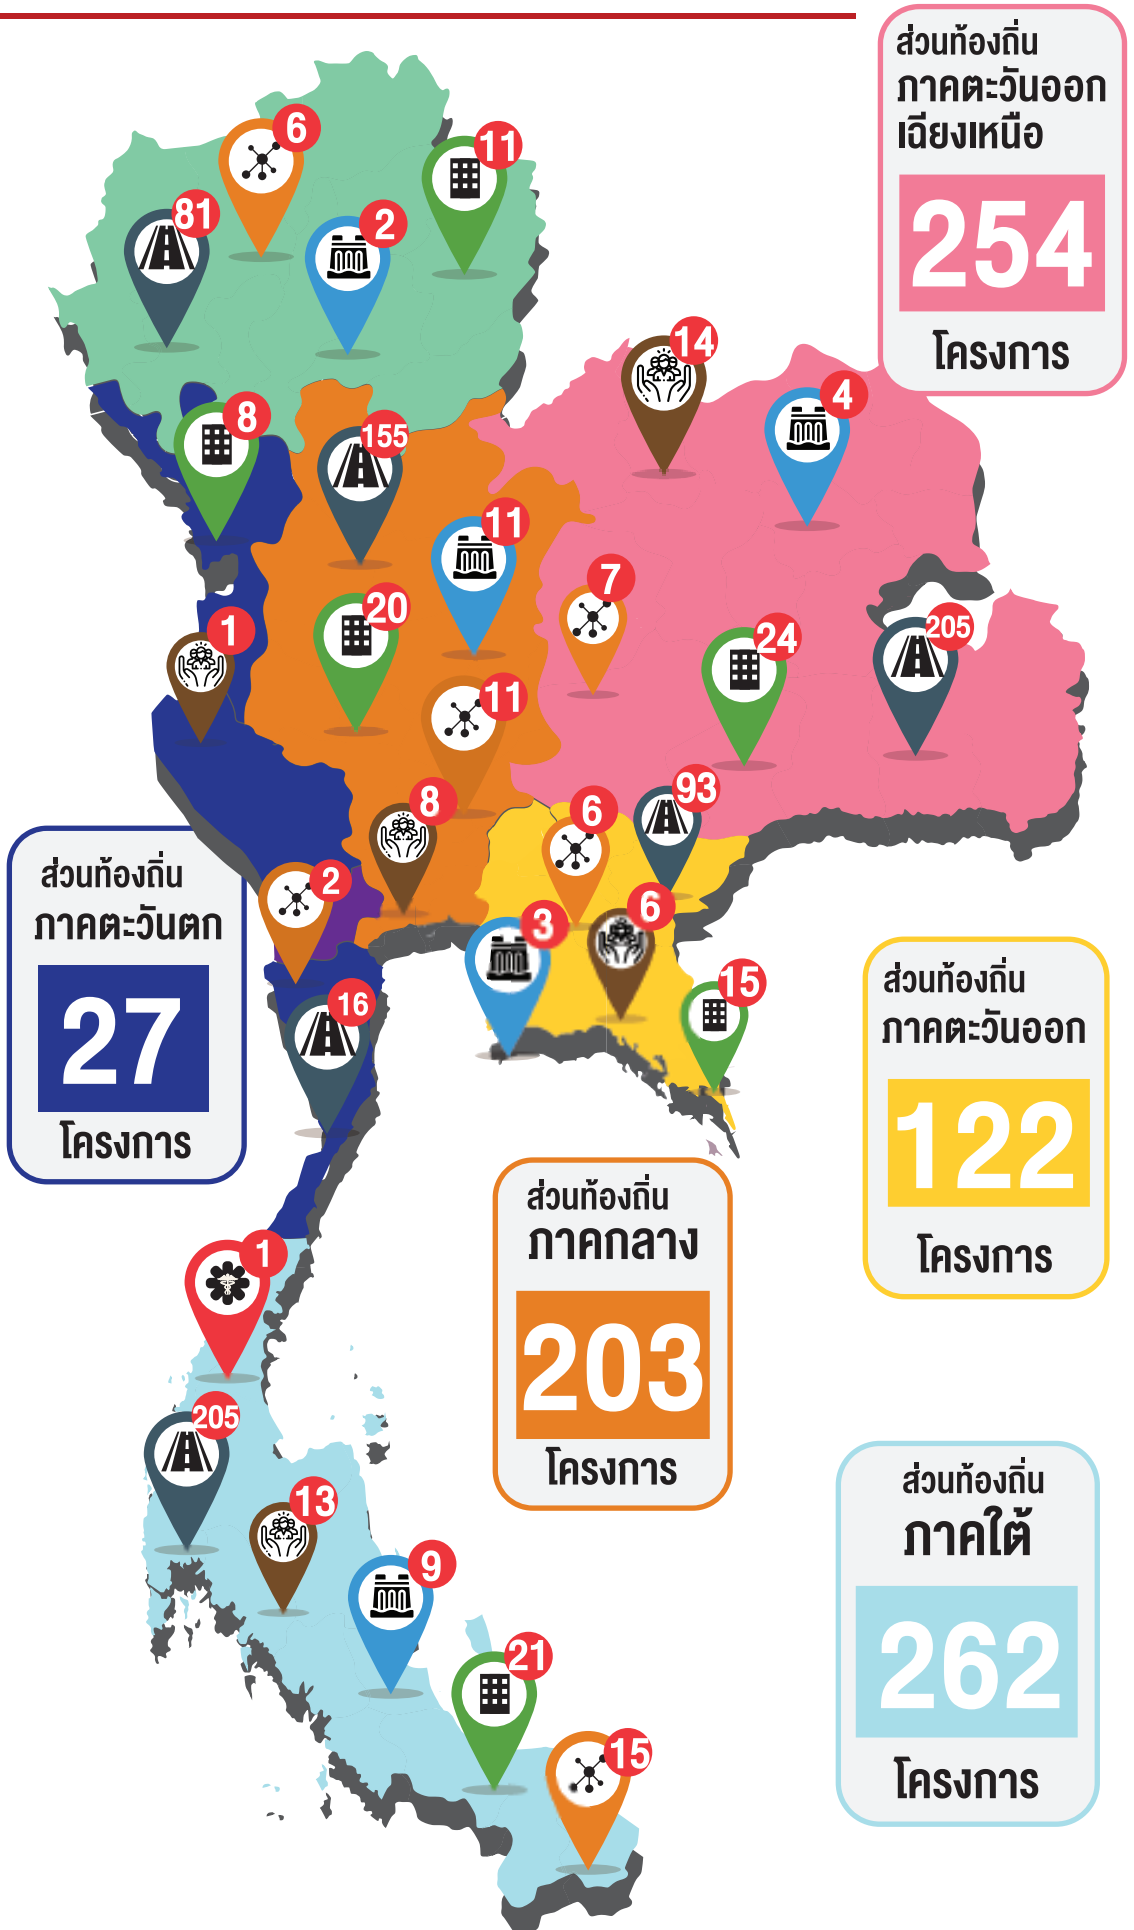 ส่วนท้องถิ่น
ภาคตะวันออก
เฉียงเหนือ
254
โครงการ
6
11
81
2
14
4
8
155
11
7
20
1
24
205
11
93
8
6
2
3
6
15
16
ส่วนท้องถิ่น
ภาคตะวันตก
27
โครงการ
ส่วนท้องถิ่น
ภาคตะวันออก
122
โครงการ
ส่วนท้องถิ่น
ภาคกลาง
203
โครงการ
1
205
13
9
21
15
ส่วนท้องถิ่น
ภาคใต้
262
โครงการ